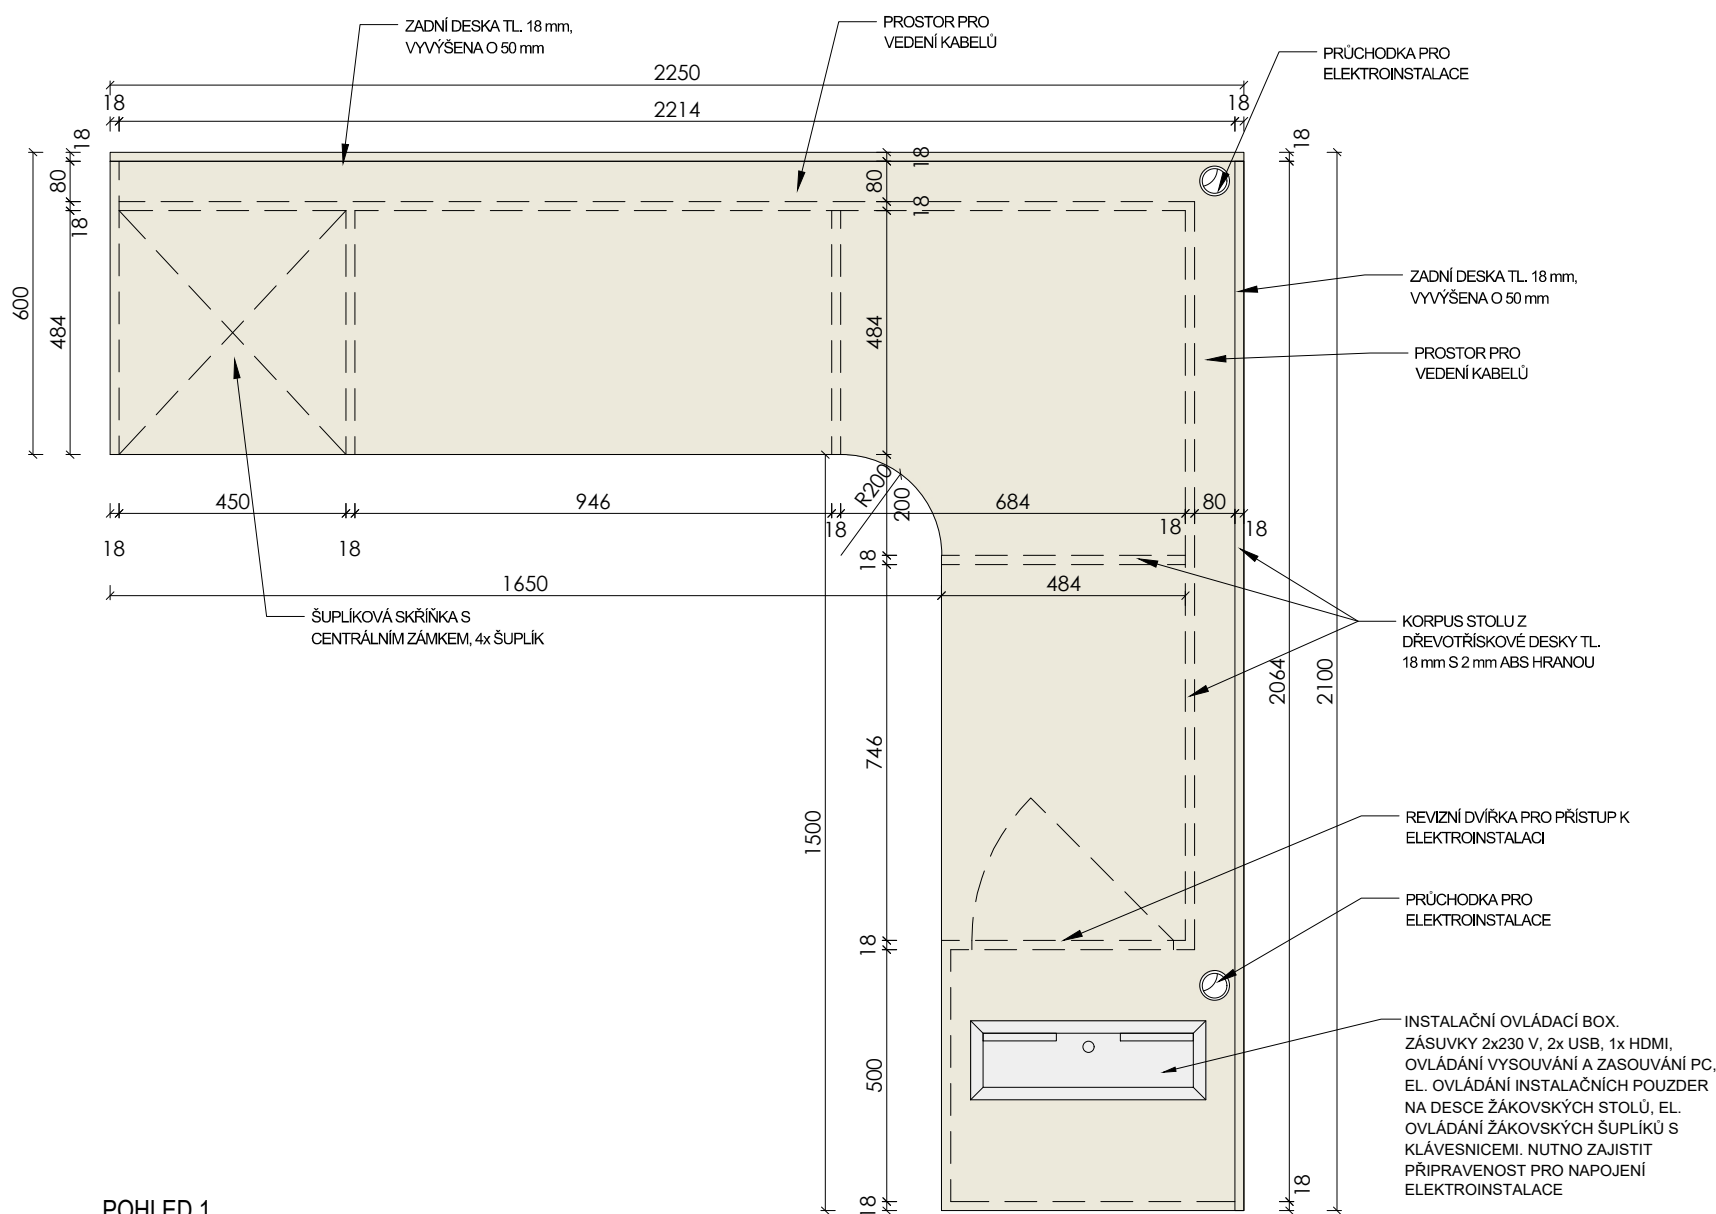 ZADNÍ DESKA TL. 18 mm,
VYVÝŠENA O 50 mm
PROSTOR PRO
VEDENÍ KABELŮ
PRŮCHODKA PRO
ELEKTROINSTALACE
2250
18
2214
18
18
80
18
600
484
18
80
18
484
18
ZADNÍ DESKA TL. 18 mm,
VYVÝŠENA O 50 mm
PROSTOR PRO
VEDENÍ KABELŮ
R200
200
450
946
684
80
18
18
18
18
18
18
1650
484
ŠUPLÍKOVÁ SKŘÍŇKA S
CENTRÁLNÍM ZÁMKEM, 4x ŠUPLÍK
KORPUS STOLU Z
DŘEVOTŘÍSKOVÉ DESKY TL.
18 mm S 2 mm ABS HRANOU
2064
2100
746
1500
REVIZNÍ DVÍŘKA PRO PŘÍSTUP K
ELEKTROINSTALACI
PRŮCHODKA PRO
ELEKTROINSTALACE
18
500
18
18
INSTALAČNÍ OVLÁDACÍ BOX.
ZÁSUVKY 2x230 V, 2x USB, 1x HDMI,
OVLÁDÁNÍ VYSOUVÁNÍ A ZASOUVÁNÍ PC,
EL. OVLÁDÁNÍ INSTALAČNÍCH POUZDER
NA DESCE ŽÁKOVSKÝCH STOLŮ, EL.
OVLÁDÁNÍ ŽÁKOVSKÝCH ŠUPLÍKŮ S
KLÁVESNICEMI. NUTNO ZAJISTIT
PŘIPRAVENOST PRO NAPOJENÍ
ELEKTROINSTALACE
POHLED 1